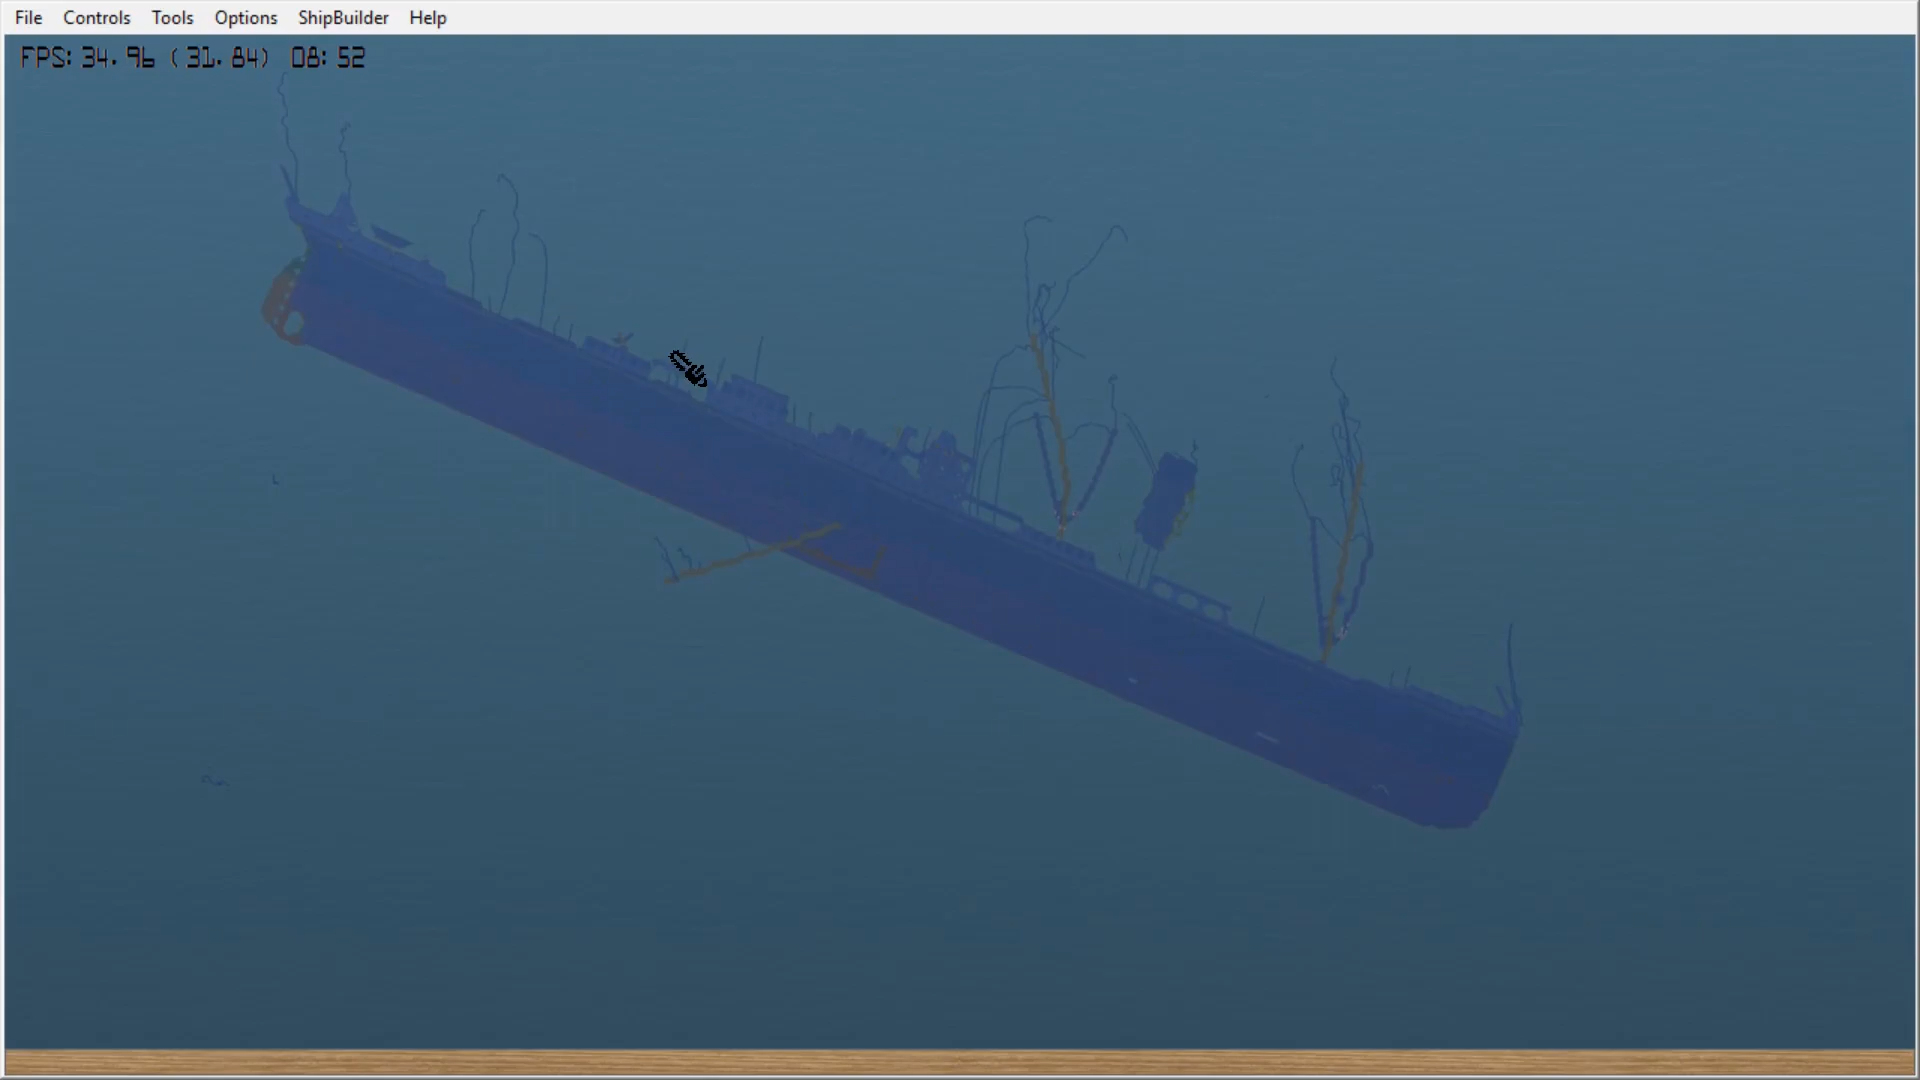 File Controls Tools Options ShipBuilder Help
FPS: 34.96 (31.84) 08:52